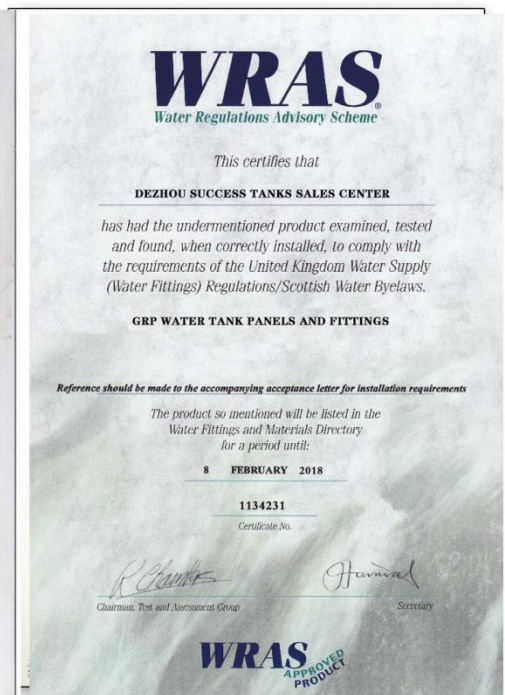 WRAS®
Water Regulations Advisory Scheme
This certifies that
DEZHOU SUCCESS TANKS SALES CENTER
has had the undermentioned product examined, tested
and found, when correctly installed, to comply with
the requirements of the United Kingdom Water Supply
(Water Fittings) Regulations/Scottish Water Byelaws.
GRP WATER TANK PANELS AND FITTINGS
Reference should be made to the accompanying acceptance letter for installation requirements
The product so mentioned will be listed in the
Water Fittings and Materials Directory
for a period until:
8 FEBRUARY 2018
1134231
Certificate No.
Chairman, Test and Assessment Group
Secretary
WRAS
APPROVED
PRODUCT